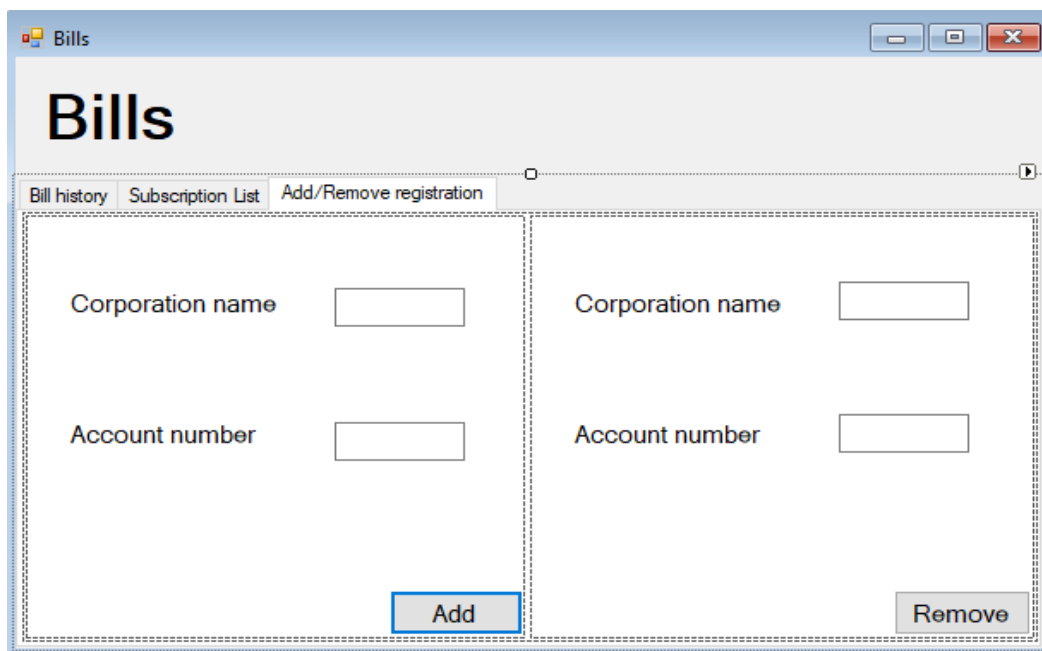 Bills
Bills
Bill history Subscription List Add/Remove registration
Corporation name
Account number
Add
Corporation name
Account number
Remove